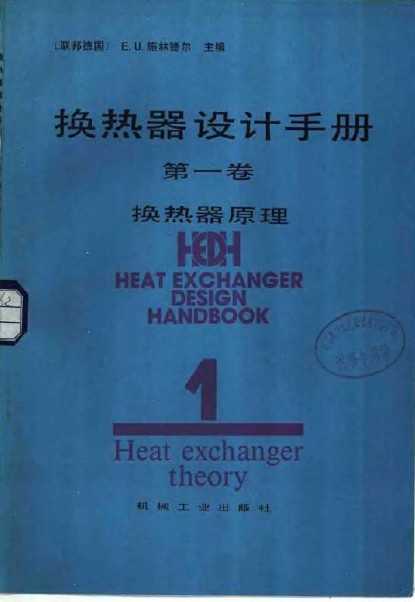 [联邦德国] E.U.施林德尔 主编
换热器设计手册
第一卷
换热器原理
HEDH
HEAT EXCHANGER
DESIGN
HANDBOOK
1
Heat exchanger
theory
机械工业出版社